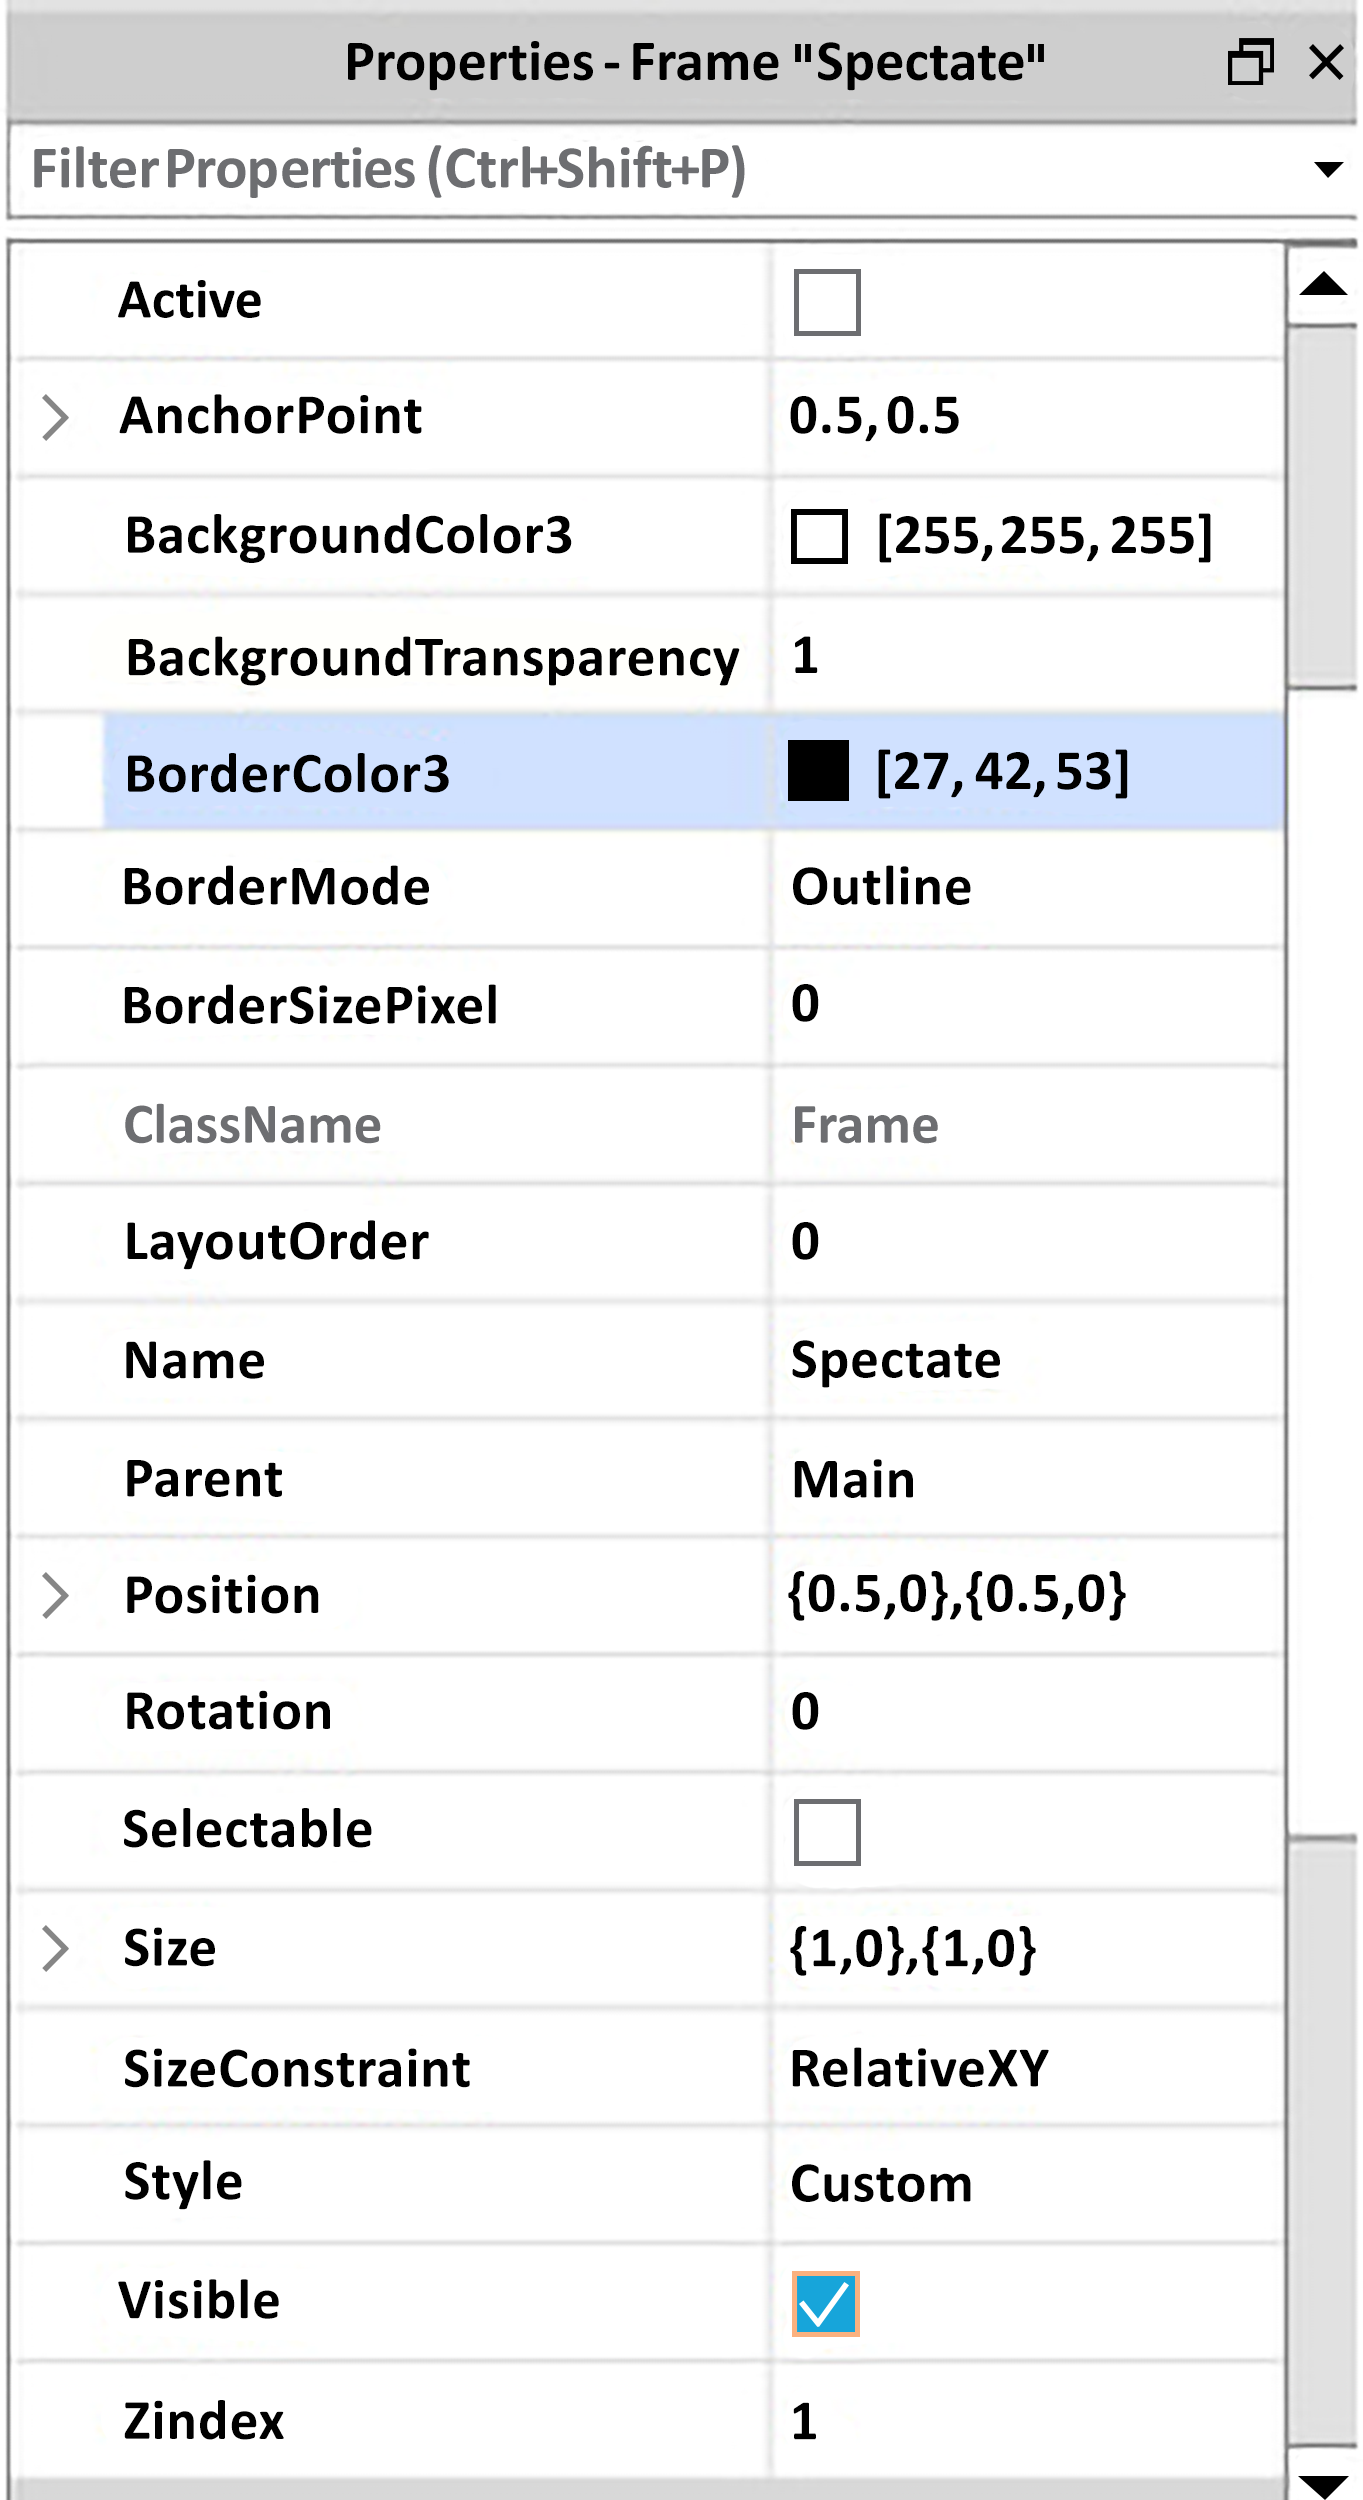 Properties - Frame "Spectate"
Filter Properties (Ctrl+Shift+P)
Active
AnchorPoint 0.5, 0.5
BackgroundColor3 [255, 255, 255]
BackgroundTransparency 1
BorderColor3 [27, 42, 53]
BorderMode Outline
BorderSizePixel 0
ClassName Frame
LayoutOrder 0
Name Spectate
Parent Main
Position {0.5,0},{0.5,0}
Rotation 0
Selectable
Size {1,0},{1,0}
SizeConstraint RelativeXY
Style Custom
Visible
Zindex 1